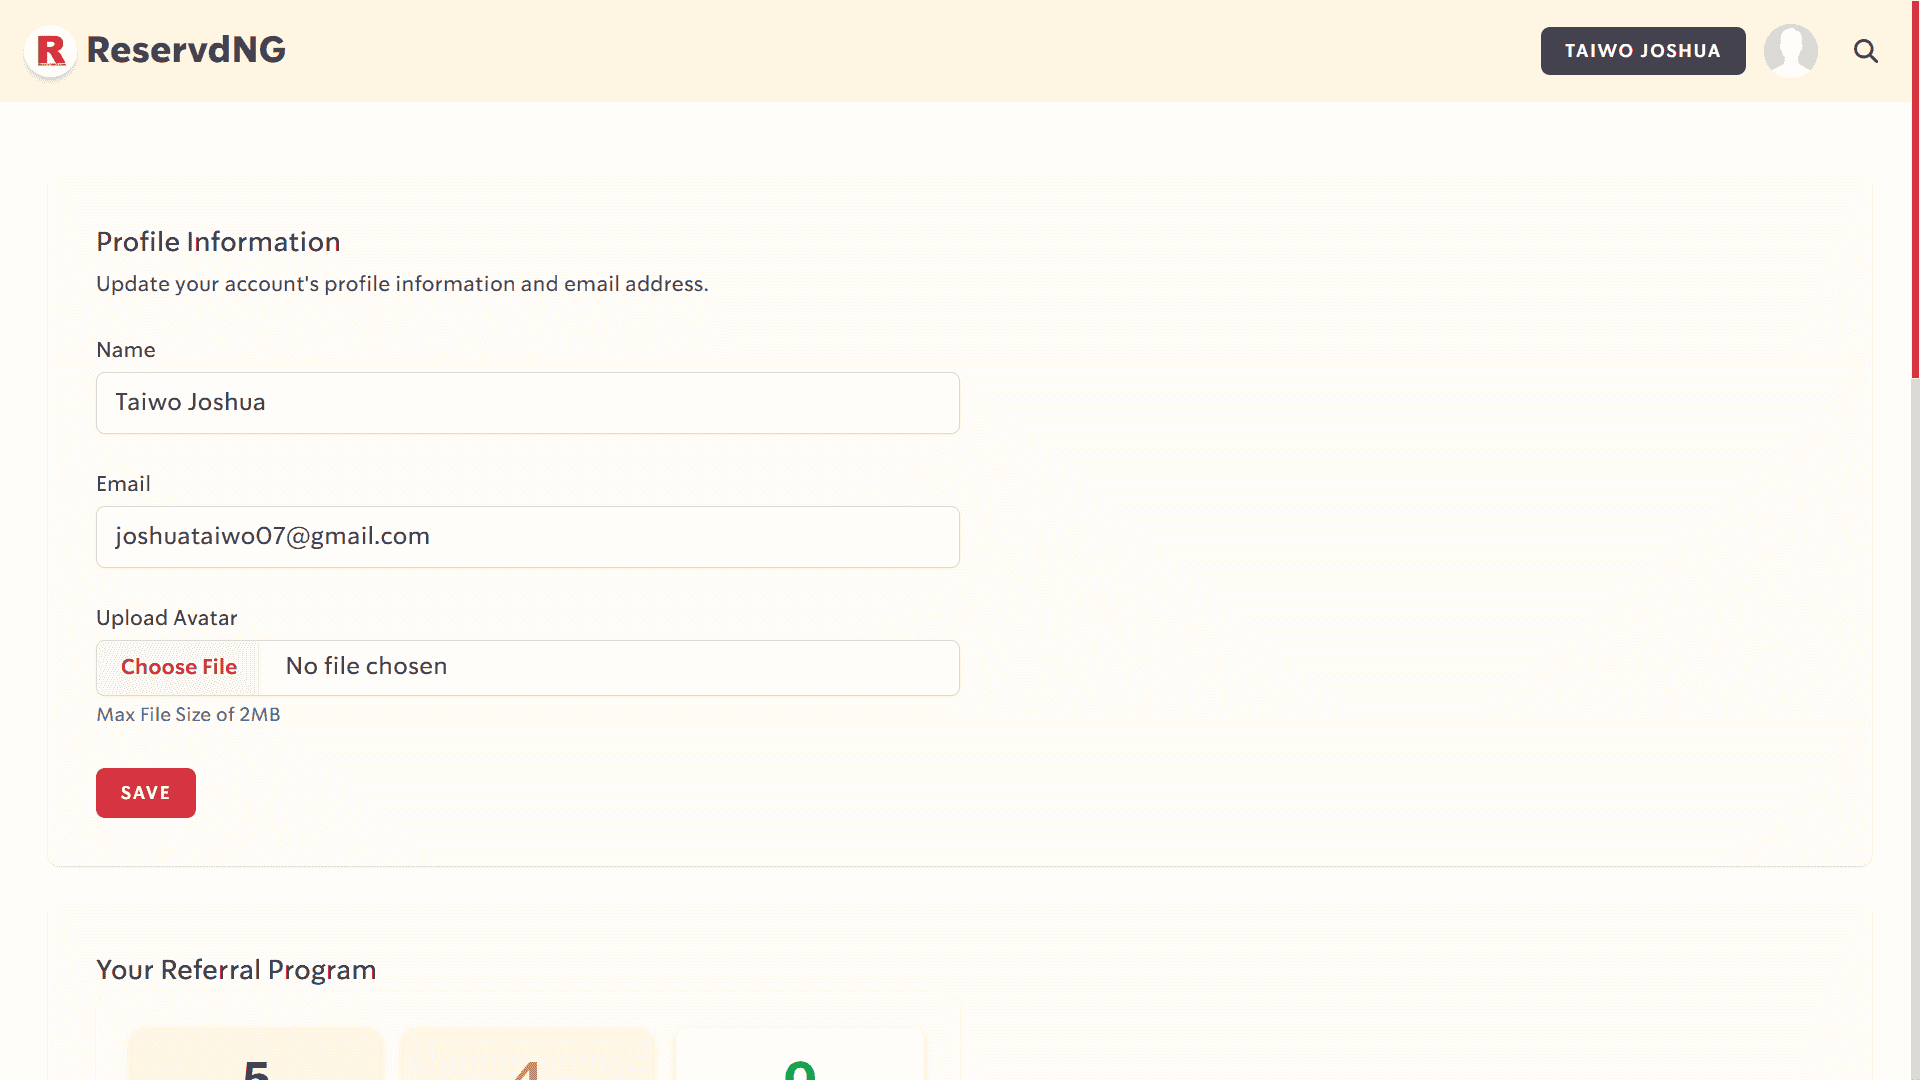 R ReservdNG
TAIWO JOSHUA
Profile Information
Update your account's profile information and email address.
Name
Taiwo Joshua
Email
joshuataiwo07@gmail.com
Upload Avatar
Choose File No file chosen
Max File Size of 2MB
SAVE
Your Referral Program
5 4 0